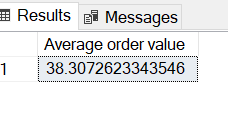 Results Messages
Average order value
1 38.3072623343546